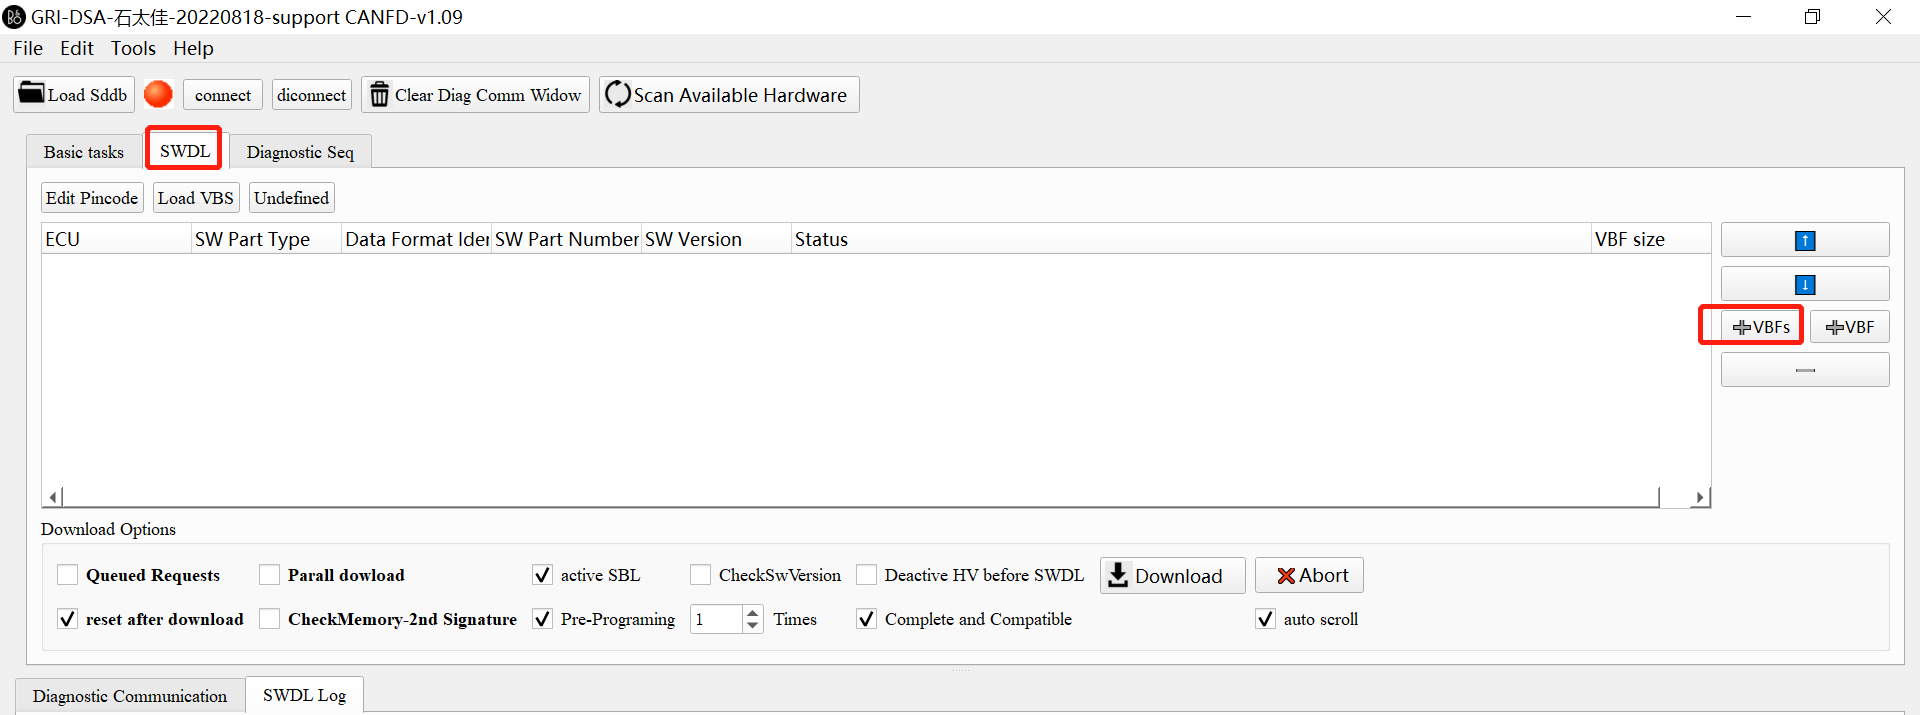 GRI-DSA-石太佳-20220818-support CANFD-v1.09
File Edit Tools Help
Load Sddb connect diconnect Clear Diag Comm Widow Scan Available Hardware
Basic tasks SWDL Diagnostic Seq
Edit Pincode Load VBS Undefined
ECU SW Part Type Data Format Ider SW Part Number SW Version Status VBF size
VBFs VBF
Download Options
Queued Requests Parall dowload active SBL CheckSwVersion Deactive HV before SWDL Download Abort
reset after download CheckMemory-2nd Signature Pre-Programing 1 Times Complete and Compatible auto scroll
Diagnostic Communication SWDL Log